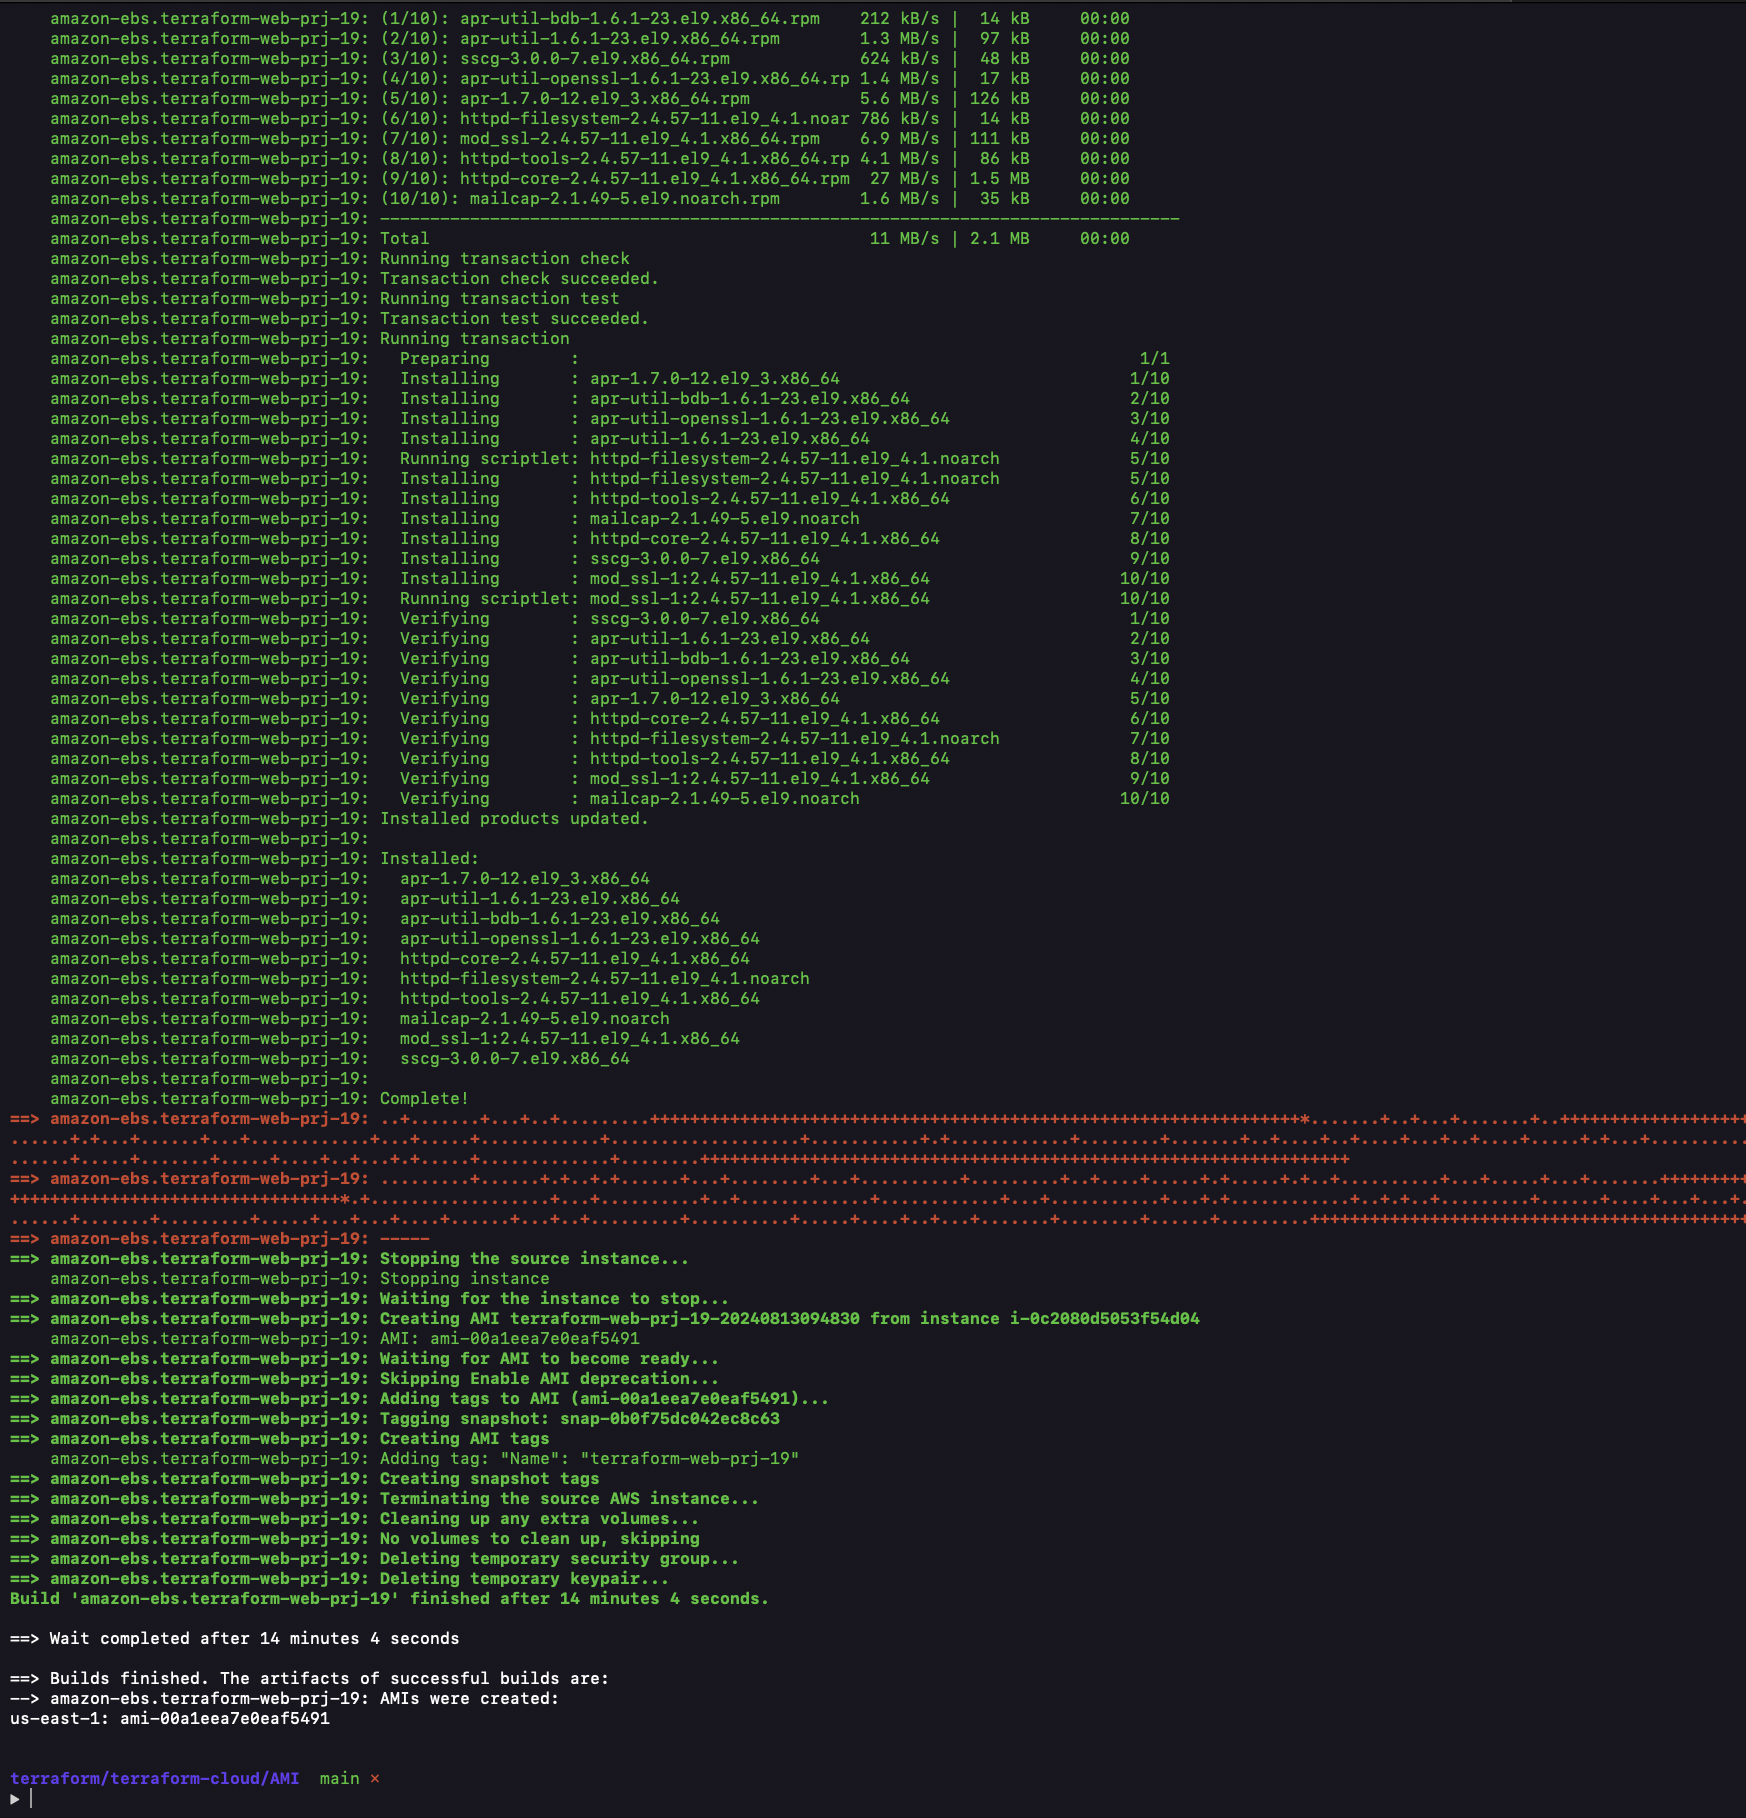 amazon-ebs.terraform-web-prj-19: (1/10): apr-util-bdb-1.6.1-23.el9.x86_64.rpm    212 kB/s |  14 kB     00:00
amazon-ebs.terraform-web-prj-19: (2/10): apr-util-1.6.1-23.el9.x86_64.rpm        1.3 MB/s |  97 kB     00:00
amazon-ebs.terraform-web-prj-19: (3/10): sscg-3.0.0-7.el9.x86_64.rpm             624 kB/s |  48 kB     00:00
amazon-ebs.terraform-web-prj-19: (4/10): apr-util-openssl-1.6.1-23.el9.x86_64.rp 1.4 MB/s |  17 kB     00:00
amazon-ebs.terraform-web-prj-19: (5/10): apr-1.7.0-12.el9_3.x86_64.rpm           5.6 MB/s | 126 kB     00:00
amazon-ebs.terraform-web-prj-19: (6/10): httpd-filesystem-2.4.57-11.el9_4.1.noar 786 kB/s |  14 kB     00:00
amazon-ebs.terraform-web-prj-19: (7/10): mod_ssl-2.4.57-11.el9_4.1.x86_64.rpm    6.9 MB/s | 111 kB     00:00
amazon-ebs.terraform-web-prj-19: (8/10): httpd-tools-2.4.57-11.el9_4.1.x86_64.rp 4.1 MB/s |  86 kB     00:00
amazon-ebs.terraform-web-prj-19: (9/10): httpd-core-2.4.57-11.el9_4.1.x86_64.rpm  27 MB/s | 1.5 MB     00:00
amazon-ebs.terraform-web-prj-19: (10/10): mailcap-2.1.49-5.el9.noarch.rpm        1.6 MB/s |  35 kB     00:00
amazon-ebs.terraform-web-prj-19: --------------------------------------------------------------------------------
amazon-ebs.terraform-web-prj-19: Total                                            11 MB/s | 2.1 MB     00:00
amazon-ebs.terraform-web-prj-19: Running transaction check
amazon-ebs.terraform-web-prj-19: Transaction check succeeded.
amazon-ebs.terraform-web-prj-19: Running transaction test
amazon-ebs.terraform-web-prj-19: Transaction test succeeded.
amazon-ebs.terraform-web-prj-19: Running transaction
amazon-ebs.terraform-web-prj-19:   Preparing        :                                                        1/1
amazon-ebs.terraform-web-prj-19:   Installing       : apr-1.7.0-12.el9_3.x86_64                             1/10
amazon-ebs.terraform-web-prj-19:   Installing       : apr-util-bdb-1.6.1-23.el9.x86_64                      2/10
amazon-ebs.terraform-web-prj-19:   Installing       : apr-util-openssl-1.6.1-23.el9.x86_64                  3/10
amazon-ebs.terraform-web-prj-19:   Installing       : apr-util-1.6.1-23.el9.x86_64                          4/10
amazon-ebs.terraform-web-prj-19:   Running scriptlet: httpd-filesystem-2.4.57-11.el9_4.1.noarch             5/10
amazon-ebs.terraform-web-prj-19:   Installing       : httpd-filesystem-2.4.57-11.el9_4.1.noarch             5/10
amazon-ebs.terraform-web-prj-19:   Installing       : httpd-tools-2.4.57-11.el9_4.1.x86_64                  6/10
amazon-ebs.terraform-web-prj-19:   Installing       : mailcap-2.1.49-5.el9.noarch                           7/10
amazon-ebs.terraform-web-prj-19:   Installing       : httpd-core-2.4.57-11.el9_4.1.x86_64                   8/10
amazon-ebs.terraform-web-prj-19:   Installing       : sscg-3.0.0-7.el9.x86_64                               9/10
amazon-ebs.terraform-web-prj-19:   Installing       : mod_ssl-1:2.4.57-11.el9_4.1.x86_64                   10/10
amazon-ebs.terraform-web-prj-19:   Running scriptlet: mod_ssl-1:2.4.57-11.el9_4.1.x86_64                   10/10
amazon-ebs.terraform-web-prj-19:   Verifying        : sscg-3.0.0-7.el9.x86_64                               1/10
amazon-ebs.terraform-web-prj-19:   Verifying        : apr-util-1.6.1-23.el9.x86_64                          2/10
amazon-ebs.terraform-web-prj-19:   Verifying        : apr-util-bdb-1.6.1-23.el9.x86_64                      3/10
amazon-ebs.terraform-web-prj-19:   Verifying        : apr-util-openssl-1.6.1-23.el9.x86_64                  4/10
amazon-ebs.terraform-web-prj-19:   Verifying        : apr-1.7.0-12.el9_3.x86_64                             5/10
amazon-ebs.terraform-web-prj-19:   Verifying        : httpd-core-2.4.57-11.el9_4.1.x86_64                   6/10
amazon-ebs.terraform-web-prj-19:   Verifying        : httpd-filesystem-2.4.57-11.el9_4.1.noarch             7/10
amazon-ebs.terraform-web-prj-19:   Verifying        : httpd-tools-2.4.57-11.el9_4.1.x86_64                  8/10
amazon-ebs.terraform-web-prj-19:   Verifying        : mod_ssl-1:2.4.57-11.el9_4.1.x86_64                    9/10
amazon-ebs.terraform-web-prj-19:   Verifying        : mailcap-2.1.49-5.el9.noarch                          10/10
amazon-ebs.terraform-web-prj-19: Installed products updated.
amazon-ebs.terraform-web-prj-19:
amazon-ebs.terraform-web-prj-19: Installed:
amazon-ebs.terraform-web-prj-19:   apr-1.7.0-12.el9_3.x86_64
amazon-ebs.terraform-web-prj-19:   apr-util-1.6.1-23.el9.x86_64
amazon-ebs.terraform-web-prj-19:   apr-util-bdb-1.6.1-23.el9.x86_64
amazon-ebs.terraform-web-prj-19:   apr-util-openssl-1.6.1-23.el9.x86_64
amazon-ebs.terraform-web-prj-19:   httpd-core-2.4.57-11.el9_4.1.x86_64
amazon-ebs.terraform-web-prj-19:   httpd-filesystem-2.4.57-11.el9_4.1.noarch
amazon-ebs.terraform-web-prj-19:   httpd-tools-2.4.57-11.el9_4.1.x86_64
amazon-ebs.terraform-web-prj-19:   mailcap-2.1.49-5.el9.noarch
amazon-ebs.terraform-web-prj-19:   mod_ssl-1:2.4.57-11.el9_4.1.x86_64
amazon-ebs.terraform-web-prj-19:   sscg-3.0.0-7.el9.x86_64
amazon-ebs.terraform-web-prj-19:
amazon-ebs.terraform-web-prj-19: Complete!
==> amazon-ebs.terraform-web-prj-19:
==> amazon-ebs.terraform-web-prj-19:
==> amazon-ebs.terraform-web-prj-19: -----
==> amazon-ebs.terraform-web-prj-19: Stopping the source instance...
amazon-ebs.terraform-web-prj-19: Stopping instance
==> amazon-ebs.terraform-web-prj-19: Waiting for the instance to stop...
==> amazon-ebs.terraform-web-prj-19: Creating AMI terraform-web-prj-19-20240813094830 from instance i-0c2080d5053f54d04
amazon-ebs.terraform-web-prj-19: AMI: ami-00a1eea7e0eaf5491
==> amazon-ebs.terraform-web-prj-19: Waiting for AMI to become ready...
==> amazon-ebs.terraform-web-prj-19: Skipping Enable AMI deprecation...
==> amazon-ebs.terraform-web-prj-19: Adding tags to AMI (ami-00a1eea7e0eaf5491)...
==> amazon-ebs.terraform-web-prj-19: Tagging snapshot: snap-0b0f75dc042ec8c63
==> amazon-ebs.terraform-web-prj-19: Creating AMI tags
amazon-ebs.terraform-web-prj-19: Adding tag: "Name": "terraform-web-prj-19"
==> amazon-ebs.terraform-web-prj-19: Creating snapshot tags
==> amazon-ebs.terraform-web-prj-19: Terminating the source AWS instance...
==> amazon-ebs.terraform-web-prj-19: Cleaning up any extra volumes...
==> amazon-ebs.terraform-web-prj-19: No volumes to clean up, skipping
==> amazon-ebs.terraform-web-prj-19: Deleting temporary security group...
==> amazon-ebs.terraform-web-prj-19: Deleting temporary keypair...
Build 'amazon-ebs.terraform-web-prj-19' finished after 14 minutes 4 seconds.
==> Wait completed after 14 minutes 4 seconds
==> Builds finished. The artifacts of successful builds are:
--> amazon-ebs.terraform-web-prj-19: AMIs were created:
us-east-1: ami-00a1eea7e0eaf5491
terraform/terraform-cloud/AMI  main ×
▶